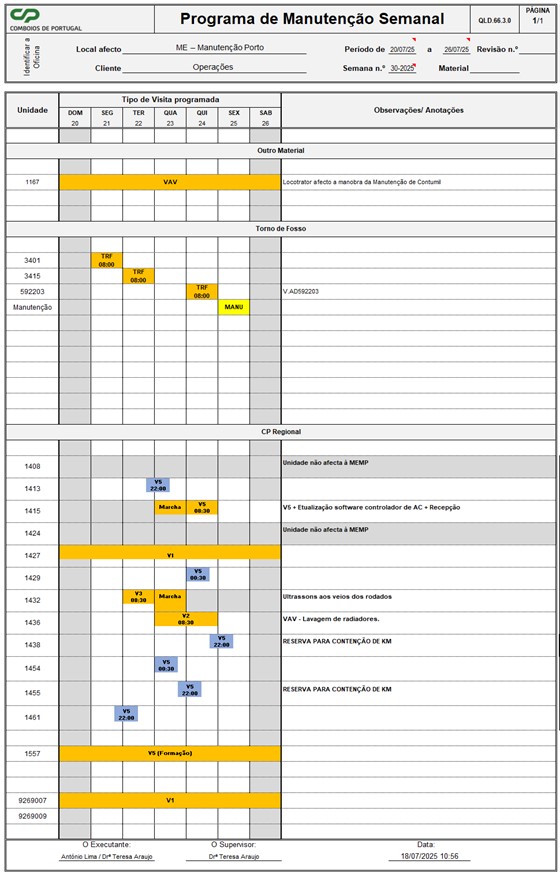 CP
COMBOIOS DE PORTUGAL
Programa de Manutenção Semanal
QLD.66.3.0
PÁGINA
1/1
Identificar a
Oficina
Local afecto ME – Manutenção Porto
Período de 20/07/25 a 26/07/25 Revisão n.º
Cliente Operações
Semana n.º 30-2025 Material
Unidade
Tipo de Visita programada
Observações/ Anotações
DOM SEG TER QUA QUI SEX SAB
20 21 22 23 24 25 26
Outro Material
1167 VAV Locotrator afecto a manobra da Manutenção de Contumil
Torno de Fosso
3401 TRF
08:00
3415 TRF
08:00
592203 TRF
08:00 V.AD592203
Manutenção MANU
CP Regional
1408 Unidade não afecta à MEMP
1413 V5
22:00
1415 Marcha V5
00:30 V5 + Etualização software controlador de AC + Recepção
1424 Unidade não afecta à MEMP
1427 V1
1429 V5
00:30
1432 V3
08:30 Marcha Ultrassons aos veios dos rodados
1436 V2
08:30 VAV - Lavagem de radiadores.
1438 V5
22:00 RESERVA PARA CONTENÇÃO DE KM
1454 V5
00:30
1455 V5
22:00 RESERVA PARA CONTENÇÃO DE KM
1461 V5
22:00
1557 V5 (Formação)
9269007 V1
9269009
O Executante: O Supervisor: Data:
António Lima / Drª Teresa Araujo Drª Teresa Araujo 18/07/2025 10:56